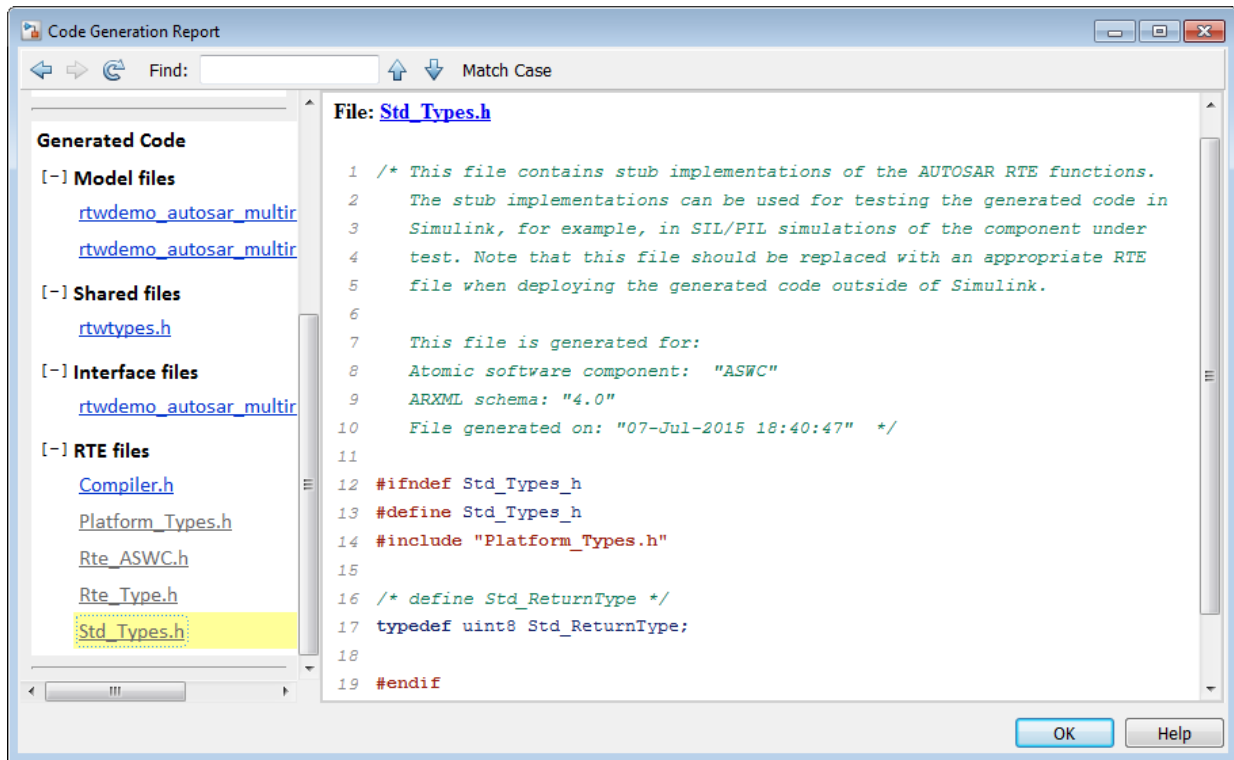 Code Generation Report
Find:
Match Case
Generated Code
[-] Model files
rtwdemo_autosar_multir
rtwdemo_autosar_multir
[-] Shared files
rtwtypes.h
[-] Interface files
rtwdemo_autosar_multir
[-] RTE files
Compiler.h
Platform_Types.h
Rte_ASWC.h
Rte_Type.h
Std_Types.h
File: Std_Types.h
1 /* This file contains stub implementations of the AUTOSAR RTE functions.
2 The stub implementations can be used for testing the generated code in
3 Simulink, for example, in SIL/PIL simulations of the component under
4 test. Note that this file should be replaced with an appropriate RTE
5 file when deploying the generated code outside of Simulink.
6
7 This file is generated for:
8 Atomic software component: "ASWC"
9 ARXML schema: "4.0"
10 File generated on: "07-Jul-2015 18:40:47" */
11
12 #ifndef Std_Types_h
13 #define Std_Types_h
14 #include "Platform_Types.h"
15
16 /* define Std_ReturnType */
17 typedef uint8 Std_ReturnType;
18
19 #endif
OK
Help